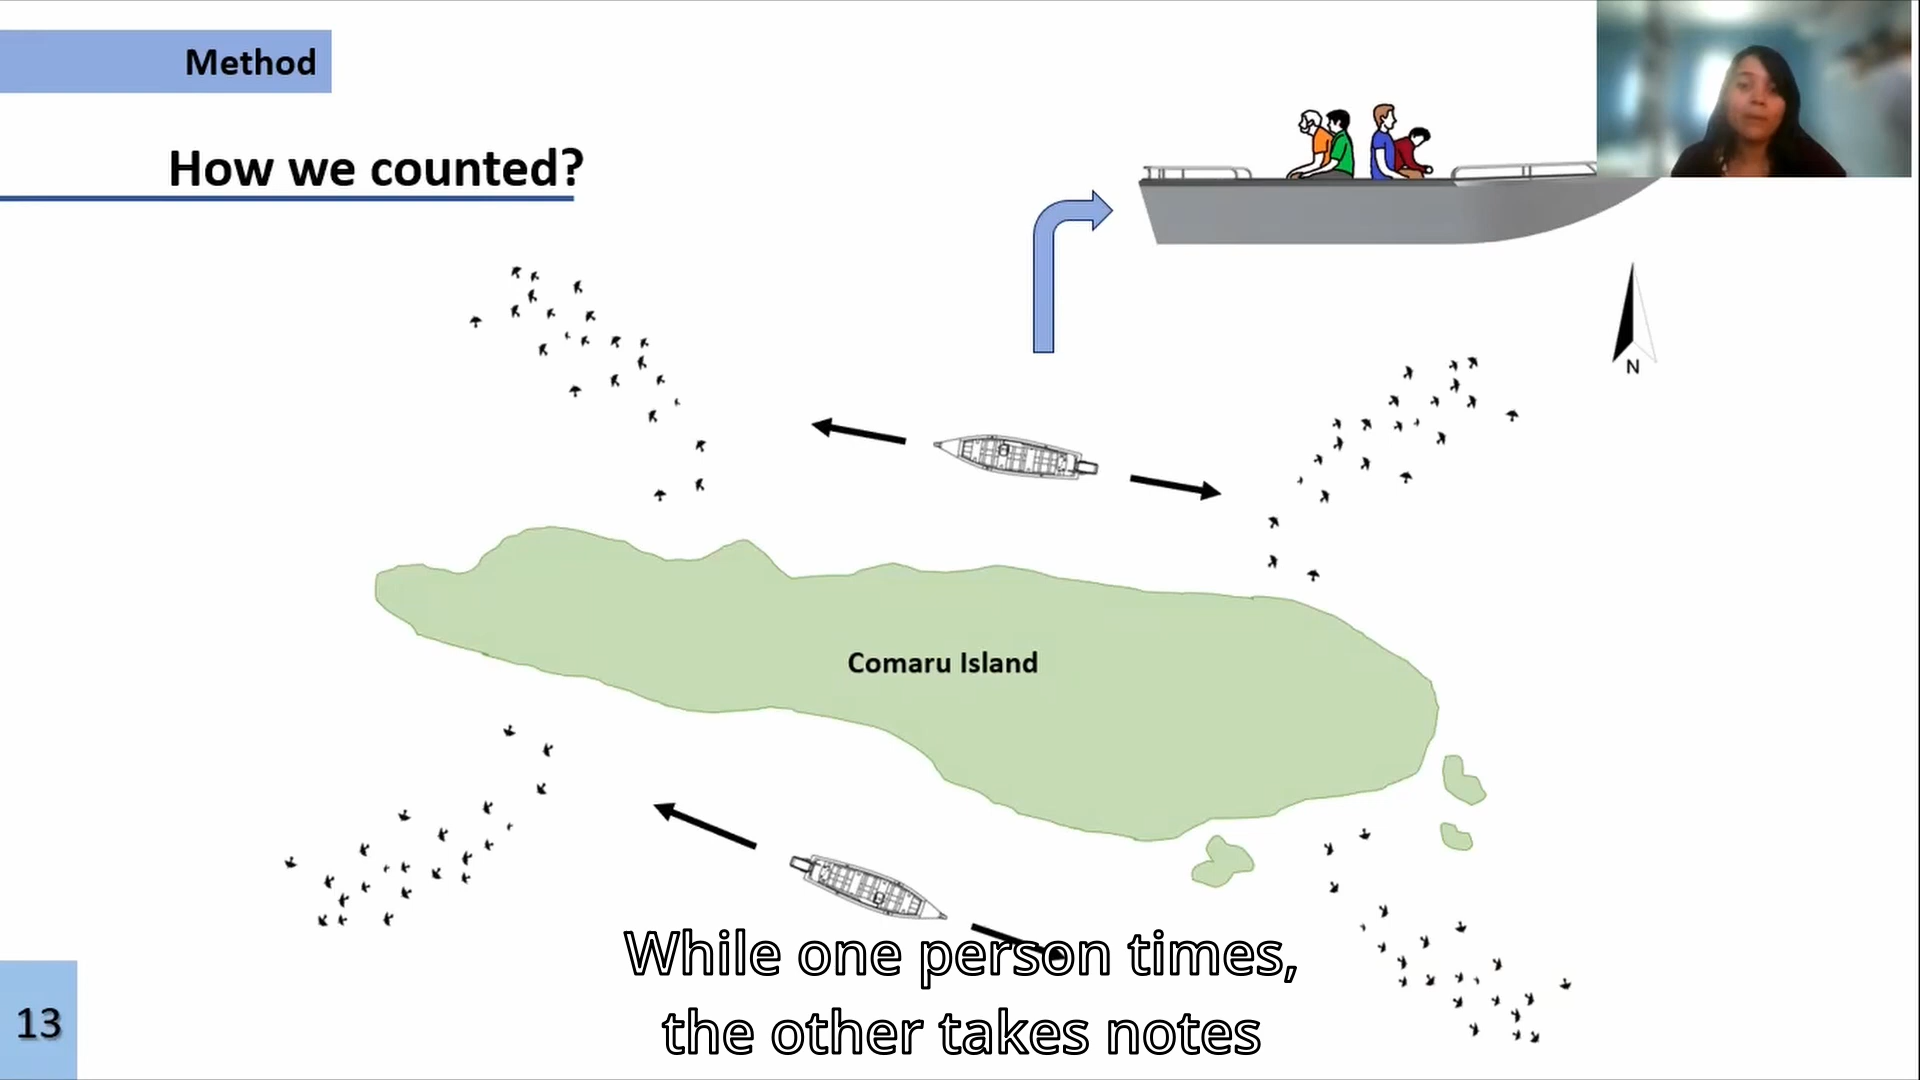 Method
How we counted?
N
Comaru Island
While one person times,
the other takes notes
13